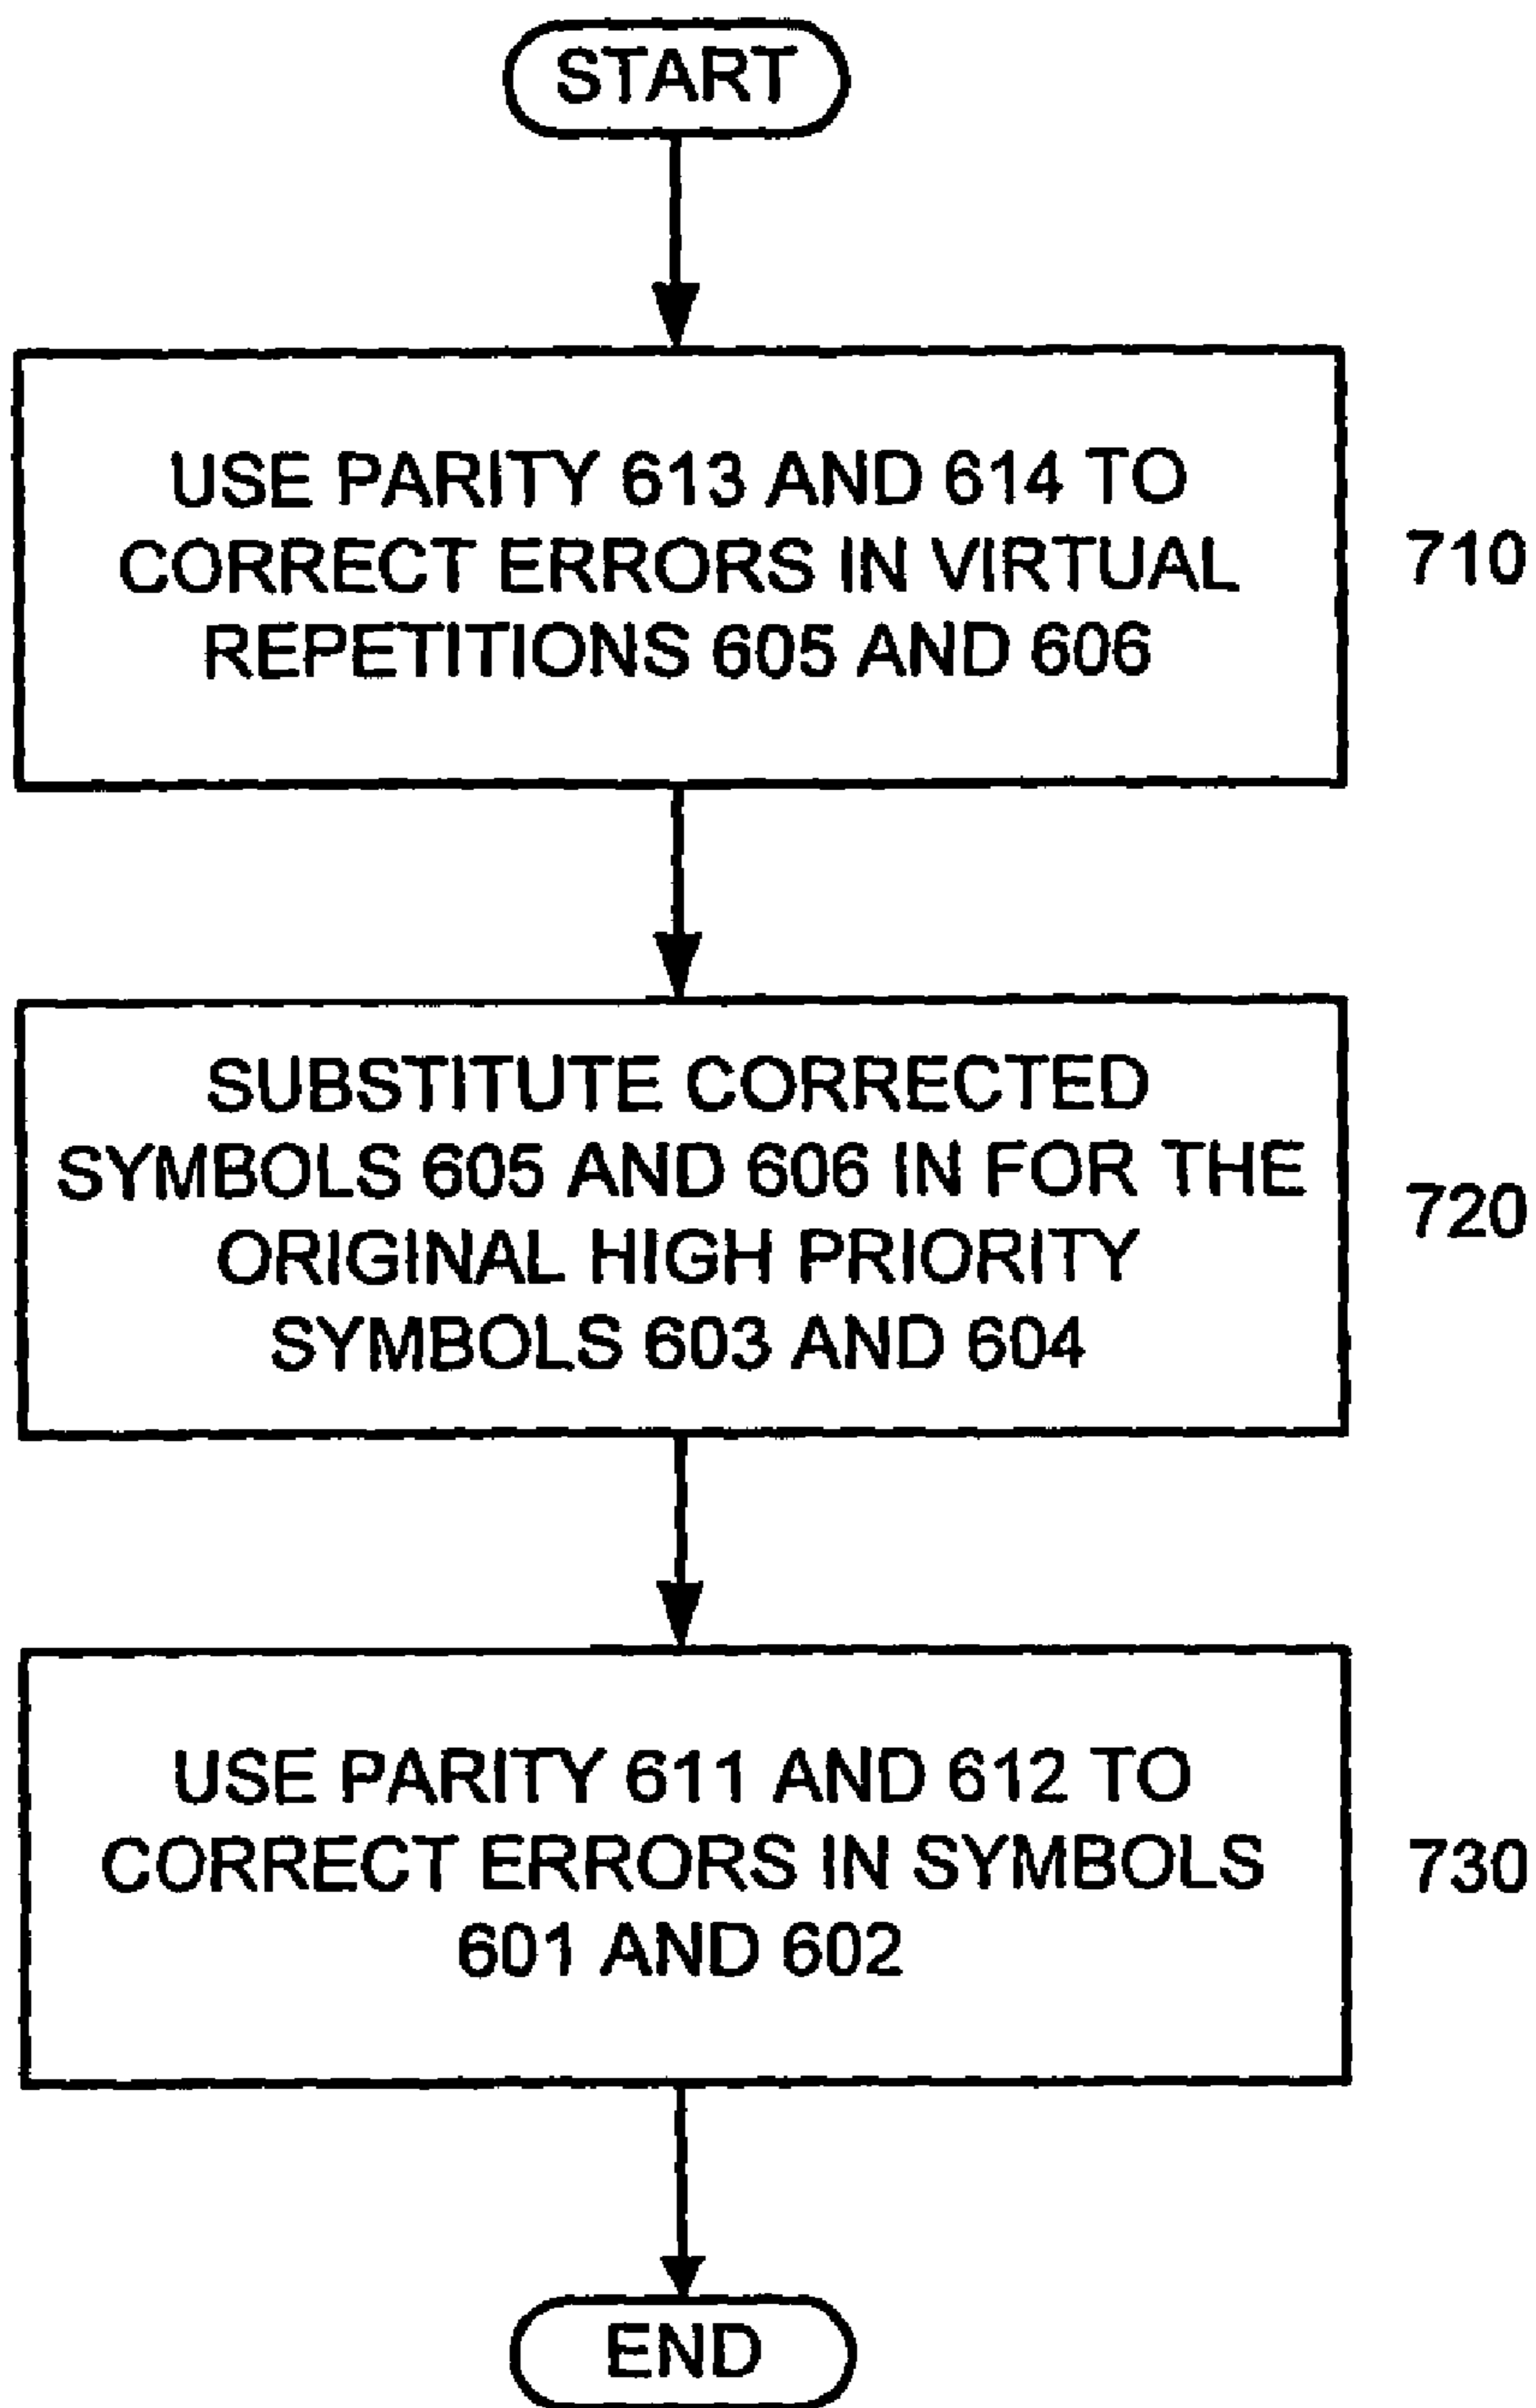 START
USE PARITY 613 AND 614 TO
CORRECT ERRORS IN VIRTUAL
REPETITIONS 605 AND 606
710
SUBSTITUTE CORRECTED
SYMBOLS 605 AND 606 IN FOR THE
ORIGINAL HIGH PRIORITY
SYMBOLS 603 AND 604
720
USE PARITY 611 AND 612 TO
CORRECT ERRORS IN SYMBOLS
601 AND 602
730
END